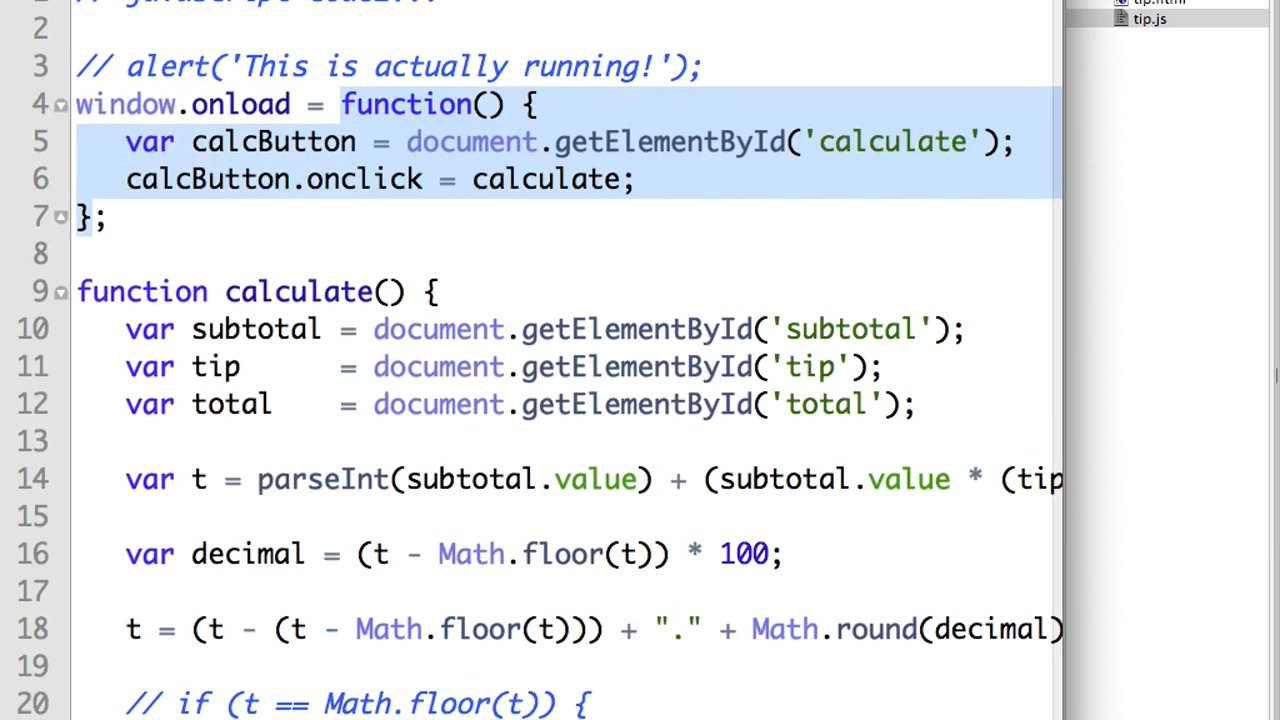 2
3 // alert('This is actually running!');
4 window.onload = function() {
5 var calcButton = document.getElementById('calculate');
6 calcButton.onclick = calculate;
7 };
8
9 function calculate() {
10 var subtotal = document.getElementById('subtotal');
11 var tip = document.getElementById('tip');
12 var total = document.getElementById('total');
13
14 var t = parseInt(subtotal.value) + (subtotal.value * (tip
15
16 var decimal = (t - Math.floor(t)) * 100;
17
18 t = (t - (t - Math.floor(t))) + "." + Math.round(decimal)
19
20 // if (t == Math.floor(t)) {
tip.html
tip.js